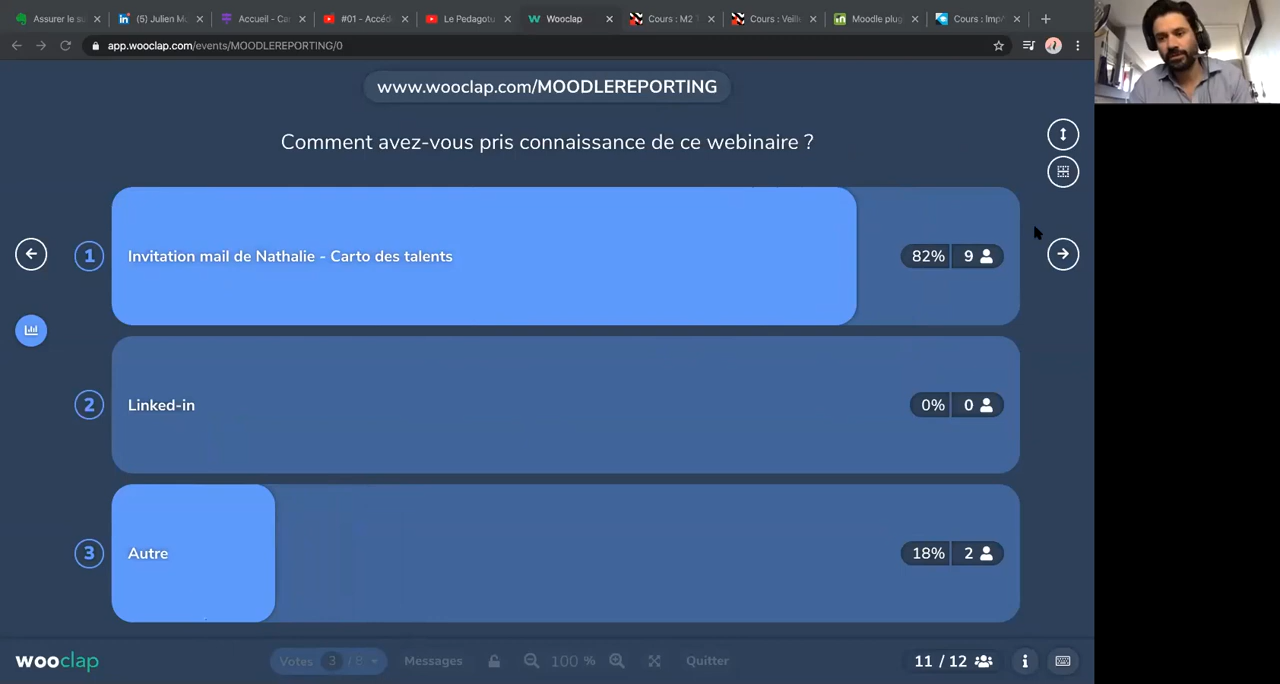 Assurer le su
(5) Julien M
Accueil - Ca
#01 - Accéd
Le Pedagotu
Wooclap
Cours : M2 T
Cours : Veille
Moodle plug
Cours : Imp
app.wooclap.com/events/MOODLEREPORTING/0
www.wooclap.com/MOODLEREPORTING
Comment avez-vous pris connaissance de ce webinaire ?
1 Invitation mail de Nathalie - Carto des talents 82% 9
2 Linked-in 0% 0
3 Autre 18% 2
wooclap Votes 3 / 8 Messages 100 % Quitter 11 / 12